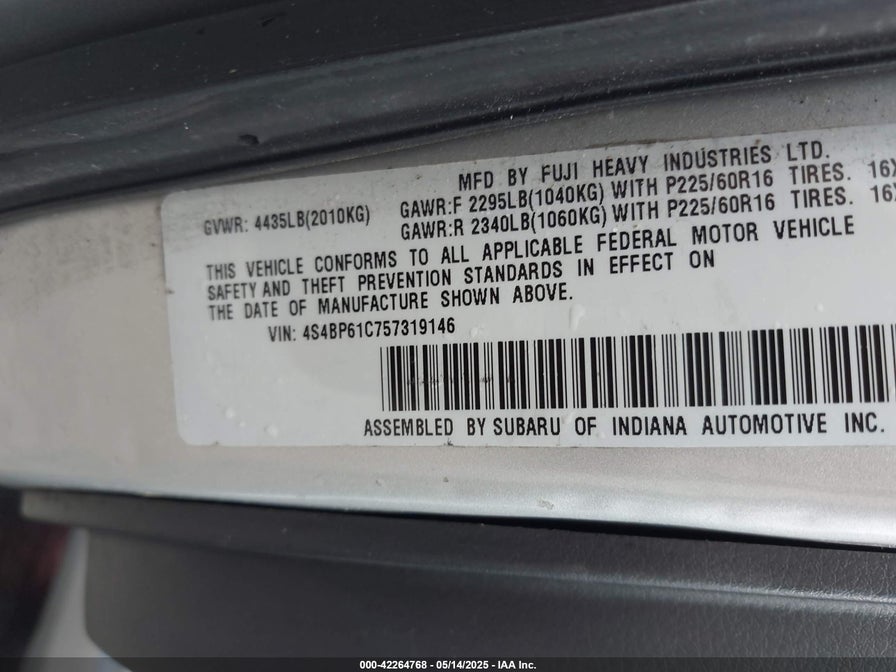 MFD BY FUJI HEAVY INDUSTRIES LTD.
GVWR: 4435LB(2010KG) GAWR:F 2295LB(1040KG) WITH P225/60R16 TIRES. 16X
GAWR:R 2340LB(1060KG) WITH P225/60R16 TIRES. 16X
THIS VEHICLE CONFORMS TO ALL APPLICABLE FEDERAL MOTOR VEHICLE
SAFETY AND THEFT PREVENTION STANDARDS IN EFFECT ON
THE DATE OF MANUFACTURE SHOWN ABOVE.
VIN: 4S4BP61C757319146
ASSEMBLED BY SUBARU OF INDIANA AUTOMOTIVE INC.
000-42264768 - 05/14/2025 - IAA Inc.